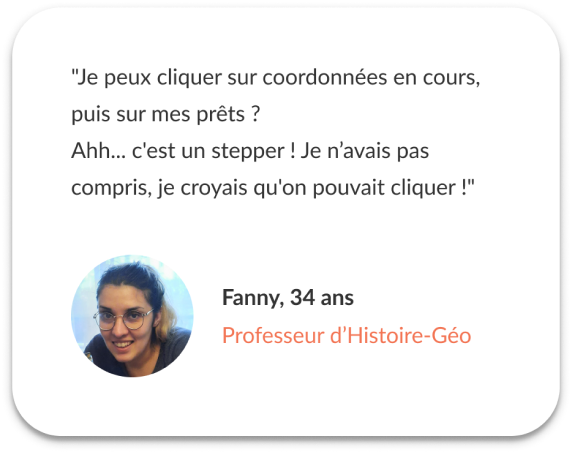 "Je peux cliquer sur coordonnées en cours,
puis sur mes prêts ?
Ahh... c'est un stepper ! Je n’avais pas
compris, je croyais qu'on pouvait cliquer !"
Fanny, 34 ans
Professeur d’Histoire-Géo